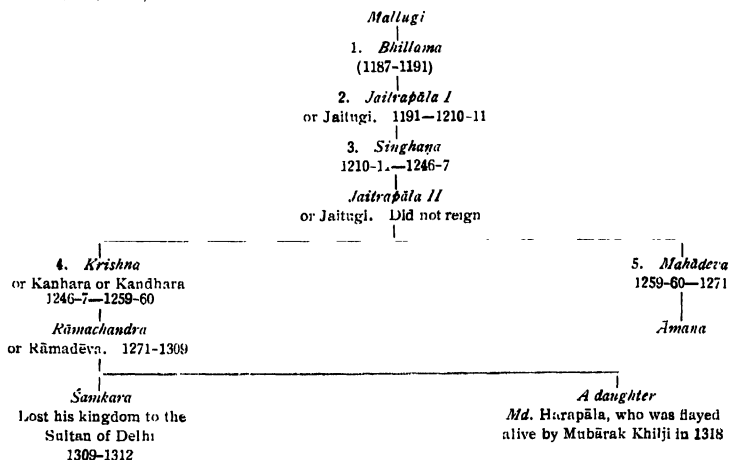 Mallugi
1. Bhillama
(1187-1191)
2. Jaitrapāla I
or Jaitugi. 1191—1210-11
3. Singhaṇa
1210-11—1246-7
Jaitrapāla II
or Jaitugi. Did not reign
4. Krishna
or Kanhara or Kandhara
1246-7—1259-60
5. Mahādeva
1259-60—1271
Rāmachandra
or Rāmadēva. 1271-1309
Āmana
Śamkara
Lost his kingdom to the
Sultan of Delhi
1309-1312
A daughter
Md. Harapāla, who was flayed
alive by Mubārak Khilji in 1318